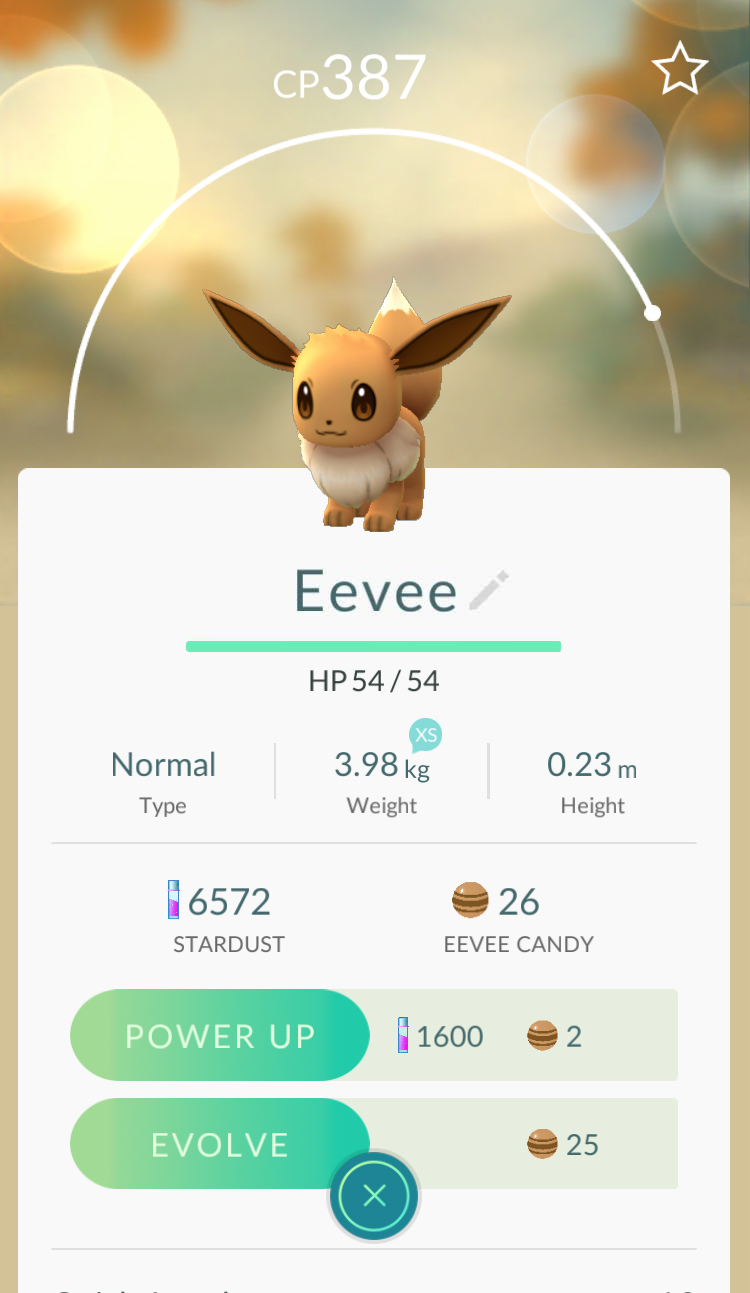 CP387
Eevee
HP 54 / 54
XS
Normal 3.98 kg 0.23 m
Type Weight Height
6572 26
STARDUST EEVEE CANDY
POWER UP 1600 2
EVOLVE 25